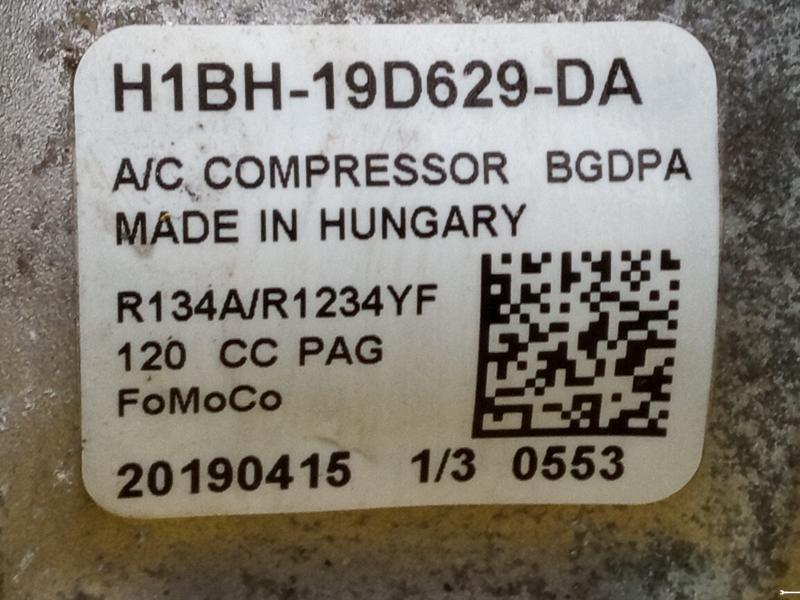 H1BH-19D629-DA
A/C COMPRESSOR BGDPA
MADE IN HUNGARY
R134A/R1234YF
120 CC PAG
FoMoCo
20190415 1/3 0553